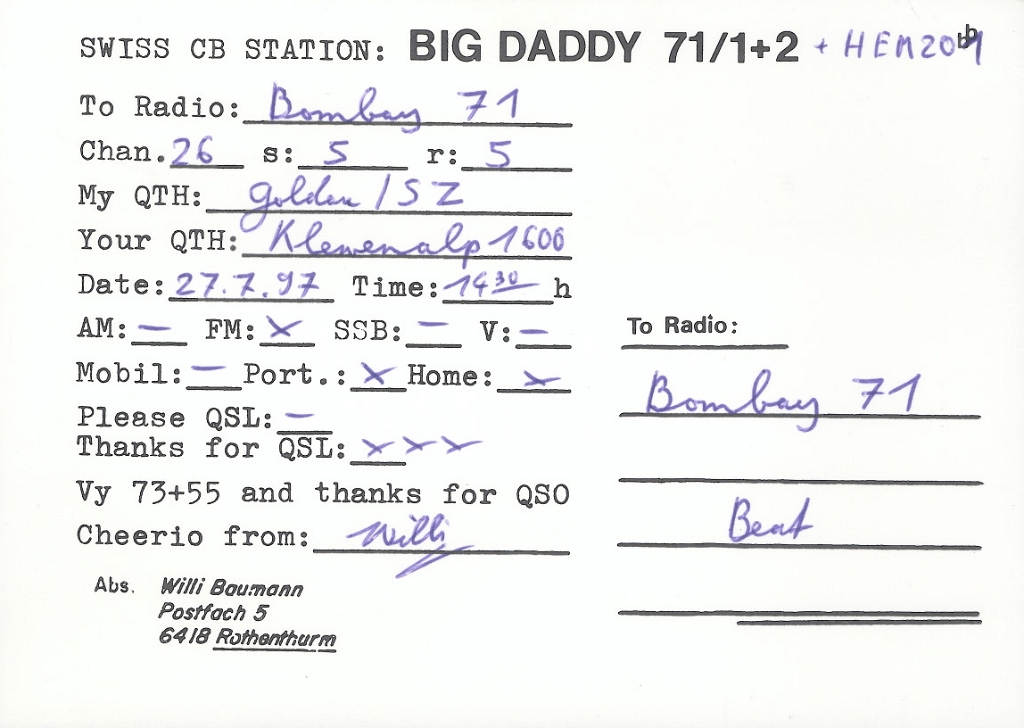 SWISS CB STATION: BIG DADDY 71/1+2 +
To Radio: Bombay 71
Chan. 26 s: 5 r: 5
My QTH: Golden / SZ
Your QTH: Klewenalp 1600
Date: 27.7.97 Time: 14 30 h
AM: — FM: x SSB: — V: —
Mobil: — Port.: x Home: x
Please QSL: —
Thanks for QSL: x x x
Vy 73+55 and thanks for QSO
Cheerio from: Willi
Abs. Willi Baumann
Postfach 5
6418 Rothenthurm
To Radio:
Bombay 71
Beat